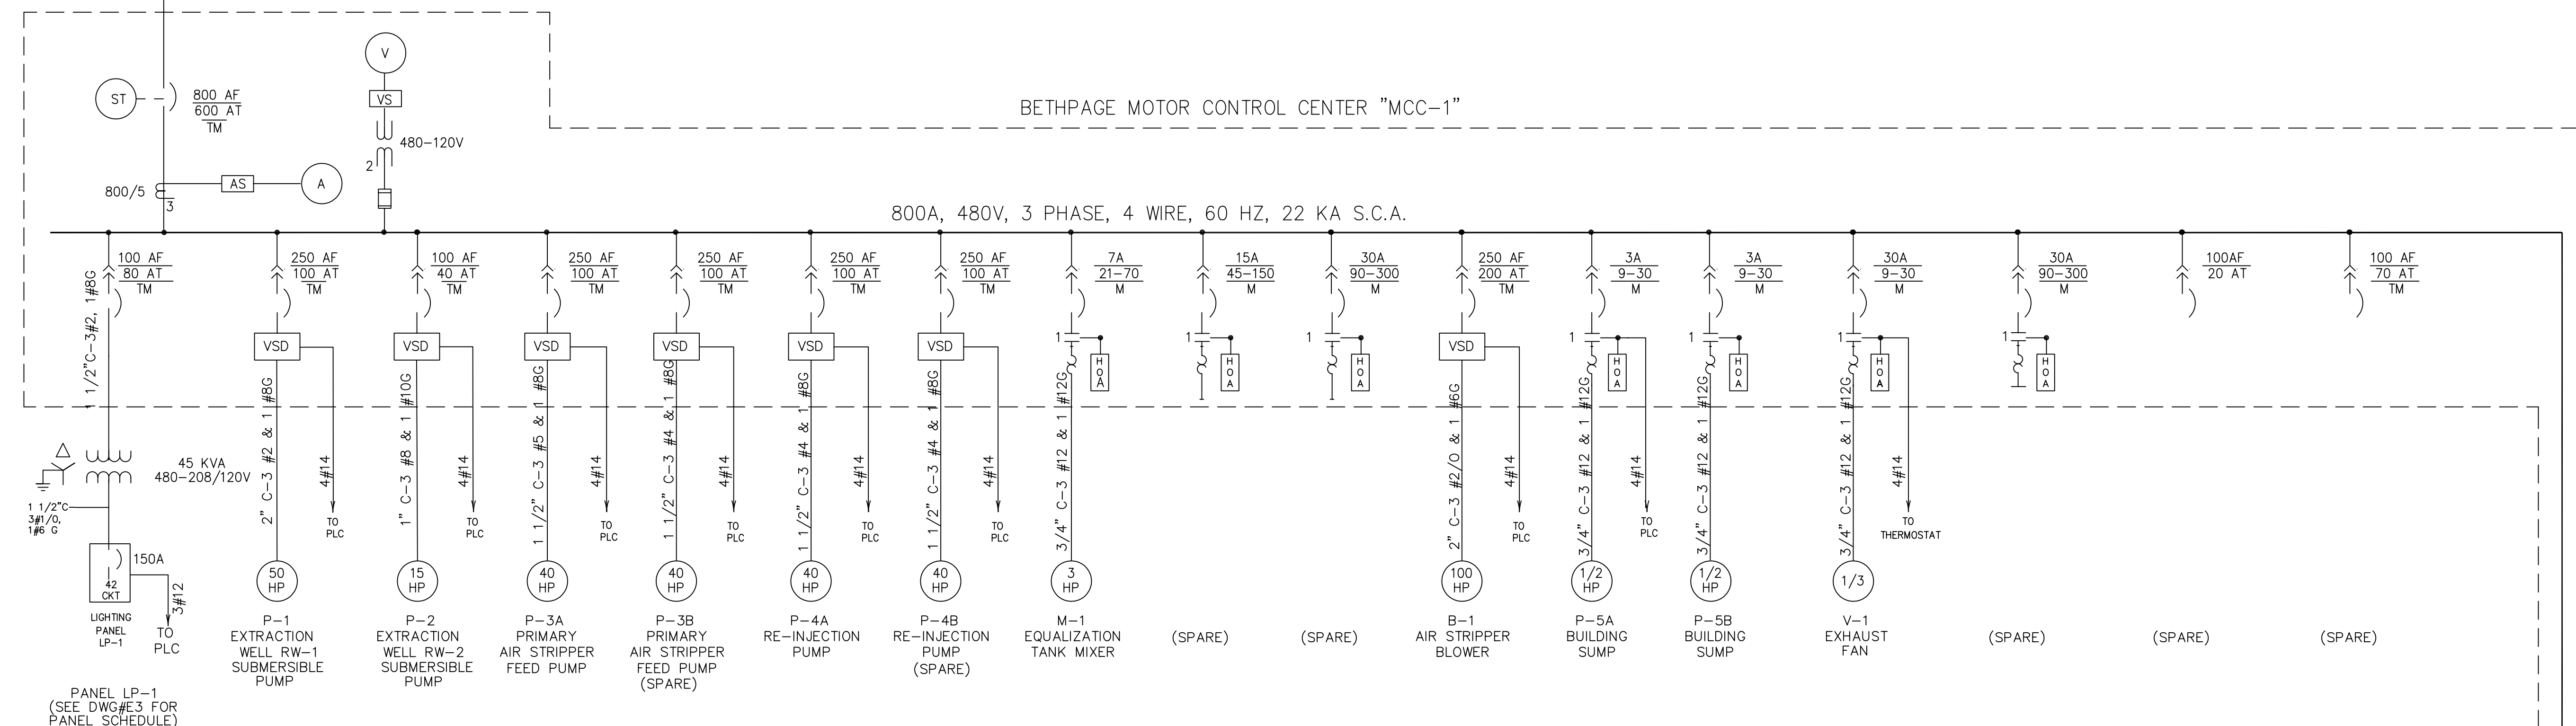 V
ST
800 AF
600 AT
TM
VS
480-120V
2
BETHPAGE MOTOR CONTROL CENTER "MCC-1"
800/5
3
AS
A
800A, 480V, 3 PHASE, 4 WIRE, 60 HZ, 22 KA S.C.A.
100 AF
80 AT
TM
1 1/2"C-3#2, 1#8G
45 KVA
480-208/120V
1 1/2"C
3#1/0,
1#6 G
150A
42
CKT
3#12
TO
PLC
LIGHTING
PANEL
LP-1
PANEL LP-1
(SEE DWG#E3 FOR
PANEL SCHEDULE)
250 AF
100 AT
TM
VSD
2" C-3 #2 & 1 #8G
4#14
TO
PLC
50
HP
P-1
EXTRACTION
WELL RW-1
SUBMERSIBLE
PUMP
100 AF
40 AT
TM
VSD
1" C-3 #8 & 1 #10G
4#14
TO
PLC
15
HP
P-2
EXTRACTION
WELL RW-2
SUBMERSIBLE
PUMP
250 AF
100 AT
TM
VSD
1 1/2" C-3 #5 & 1 #8G
4#14
TO
PLC
40
HP
P-3A
PRIMARY
AIR STRIPPER
FEED PUMP
250 AF
100 AT
TM
VSD
1 1/2" C-3 #4 & 1 #8G
4#14
TO
PLC
40
HP
P-3B
PRIMARY
AIR STRIPPER
FEED PUMP
(SPARE)
250 AF
100 AT
TM
VSD
1 1/2" C-3 #4 & 1 #8G
4#14
TO
PLC
40
HP
P-4A
RE-INJECTION
PUMP
250 AF
100 AT
TM
VSD
1 1/2" C-3 #4 & 1 #8G
4#14
TO
PLC
40
HP
P-4B
RE-INJECTION
PUMP
(SPARE)
7A
21-70
M
1
HOA
3/4" C-3 #12 & 1 #12G
3
HP
M-1
EQUALIZATION
TANK MIXER
15A
45-150
M
1
HOA
(SPARE)
30A
90-300
M
1
HOA
(SPARE)
250 AF
200 AT
TM
VSD
2" C-3 #2/0 & 1 #6G
4#14
TO
PLC
100
HP
B-1
AIR STRIPPER
BLOWER
3A
9-30
M
1
HOA
3/4" C-3 #12 & 1 #12G
4#14
TO
PLC
1/2
HP
P-5A
BUILDING
SUMP
3A
9-30
M
1
HOA
3/4" C-3 #12 & 1 #12G
1/2
HP
P-5B
BUILDING
SUMP
30A
9-30
M
1
HOA
3/4" C-3 #12 & 1 #12G
4#14
TO
THERMOSTAT
1/3
V-1
EXHAUST
FAN
30A
90-300
M
1
HOA
(SPARE)
100AF
20 AT
(SPARE)
100 AF
70 AT
TM
(SPARE)